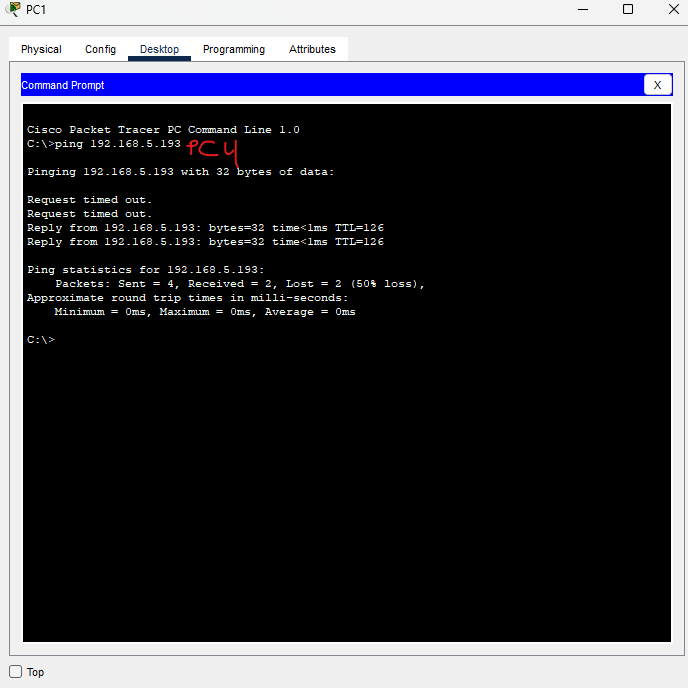 PC1
Physical Config Desktop Programming Attributes
Command Prompt X
Cisco Packet Tracer PC Command Line 1.0
C:\>ping 192.168.5.193 PC4
Pinging 192.168.5.193 with 32 bytes of data:
Request timed out.
Request timed out.
Reply from 192.168.5.193: bytes=32 time<1ms TTL=126
Reply from 192.168.5.193: bytes=32 time<1ms TTL=126
Ping statistics for 192.168.5.193:
Packets: Sent = 4, Received = 2, Lost = 2 (50% loss),
Approximate round trip times in milli-seconds:
Minimum = 0ms, Maximum = 0ms, Average = 0ms
C:\>
Top